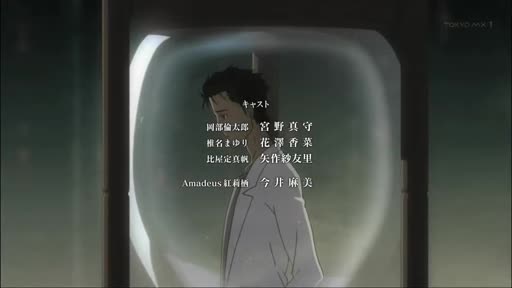 TOKYO MX1
キャスト
岡部倫太郎 宮野真守
椎名まゆり 花澤香菜
比屋定真帆 矢作紗友里
Amadeus紅莉栖 今井麻美